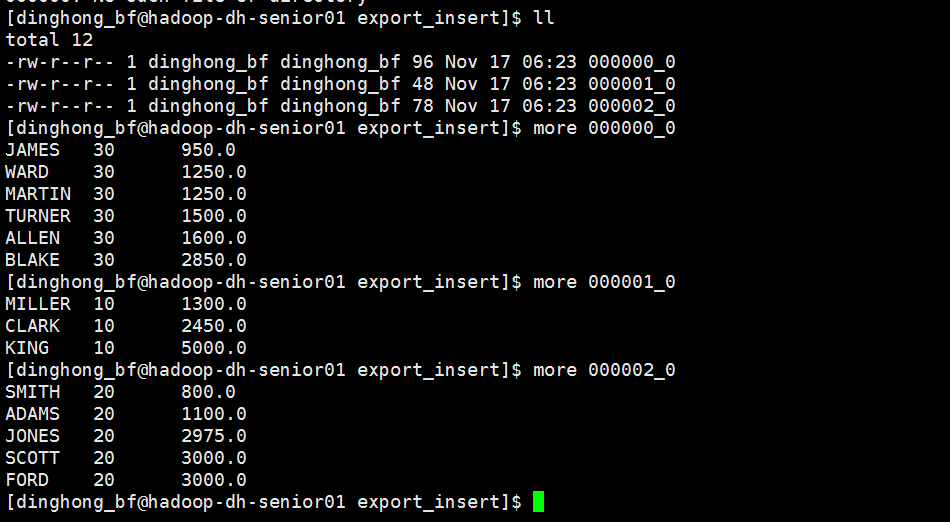 [dinghong_bf@hadoop-dh-senior01 export_insert]$ ll
total 12
-rw-r--r-- 1 dinghong_bf dinghong_bf 96 Nov 17 06:23 000000_0
-rw-r--r-- 1 dinghong_bf dinghong_bf 48 Nov 17 06:23 000001_0
-rw-r--r-- 1 dinghong_bf dinghong_bf 78 Nov 17 06:23 000002_0
[dinghong_bf@hadoop-dh-senior01 export_insert]$ more 000000_0
JAMES   30      950.0
WARD    30      1250.0
MARTIN  30      1250.0
TURNER  30      1500.0
ALLEN   30      1600.0
BLAKE   30      2850.0
[dinghong_bf@hadoop-dh-senior01 export_insert]$ more 000001_0
MILLER  10      1300.0
CLARK   10      2450.0
KING    10      5000.0
[dinghong_bf@hadoop-dh-senior01 export_insert]$ more 000002_0
SMITH   20      800.0
ADAMS   20      1100.0
JONES   20      2975.0
SCOTT   20      3000.0
FORD    20      3000.0
[dinghong_bf@hadoop-dh-senior01 export_insert]$